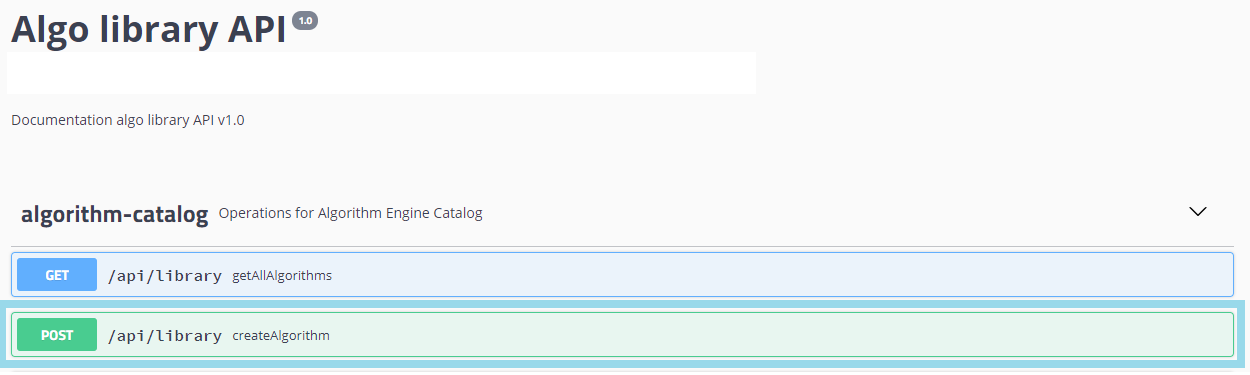 Algo library API 1.0
Documentation algo library API v1.0
algorithm-catalog Operations for Algorithm Engine Catalog
GET /api/library getAllAlgorithms
POST /api/library createAlgorithm